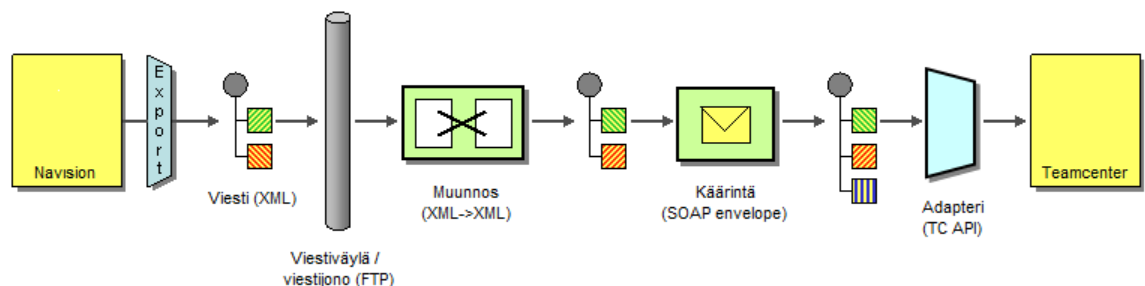 Navision
Export
Viesti (XML)
Viestiväylä /
viestijono (FTP)
Muunnos
(XML->XML)
Käärintä
(SOAP envelope)
Adapteri
(TC API)
Teamcenter